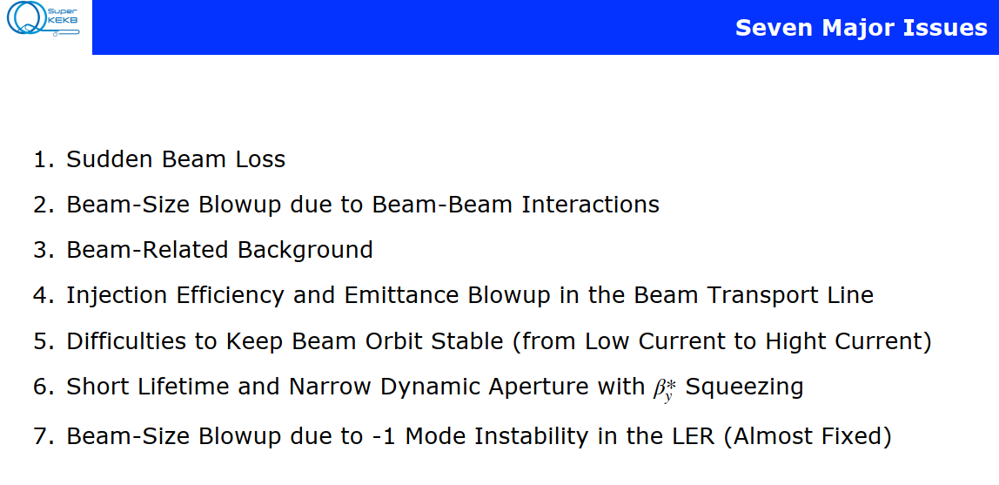 Super
KEKB
Seven Major Issues
1. Sudden Beam Loss
2. Beam-Size Blowup due to Beam-Beam Interactions
3. Beam-Related Background
4. Injection Efficiency and Emittance Blowup in the Beam Transport Line
5. Difficulties to Keep Beam Orbit Stable (from Low Current to Hight Current)
6. Short Lifetime and Narrow Dynamic Aperture with β*y Squeezing
7. Beam-Size Blowup due to -1 Mode Instability in the LER (Almost Fixed)